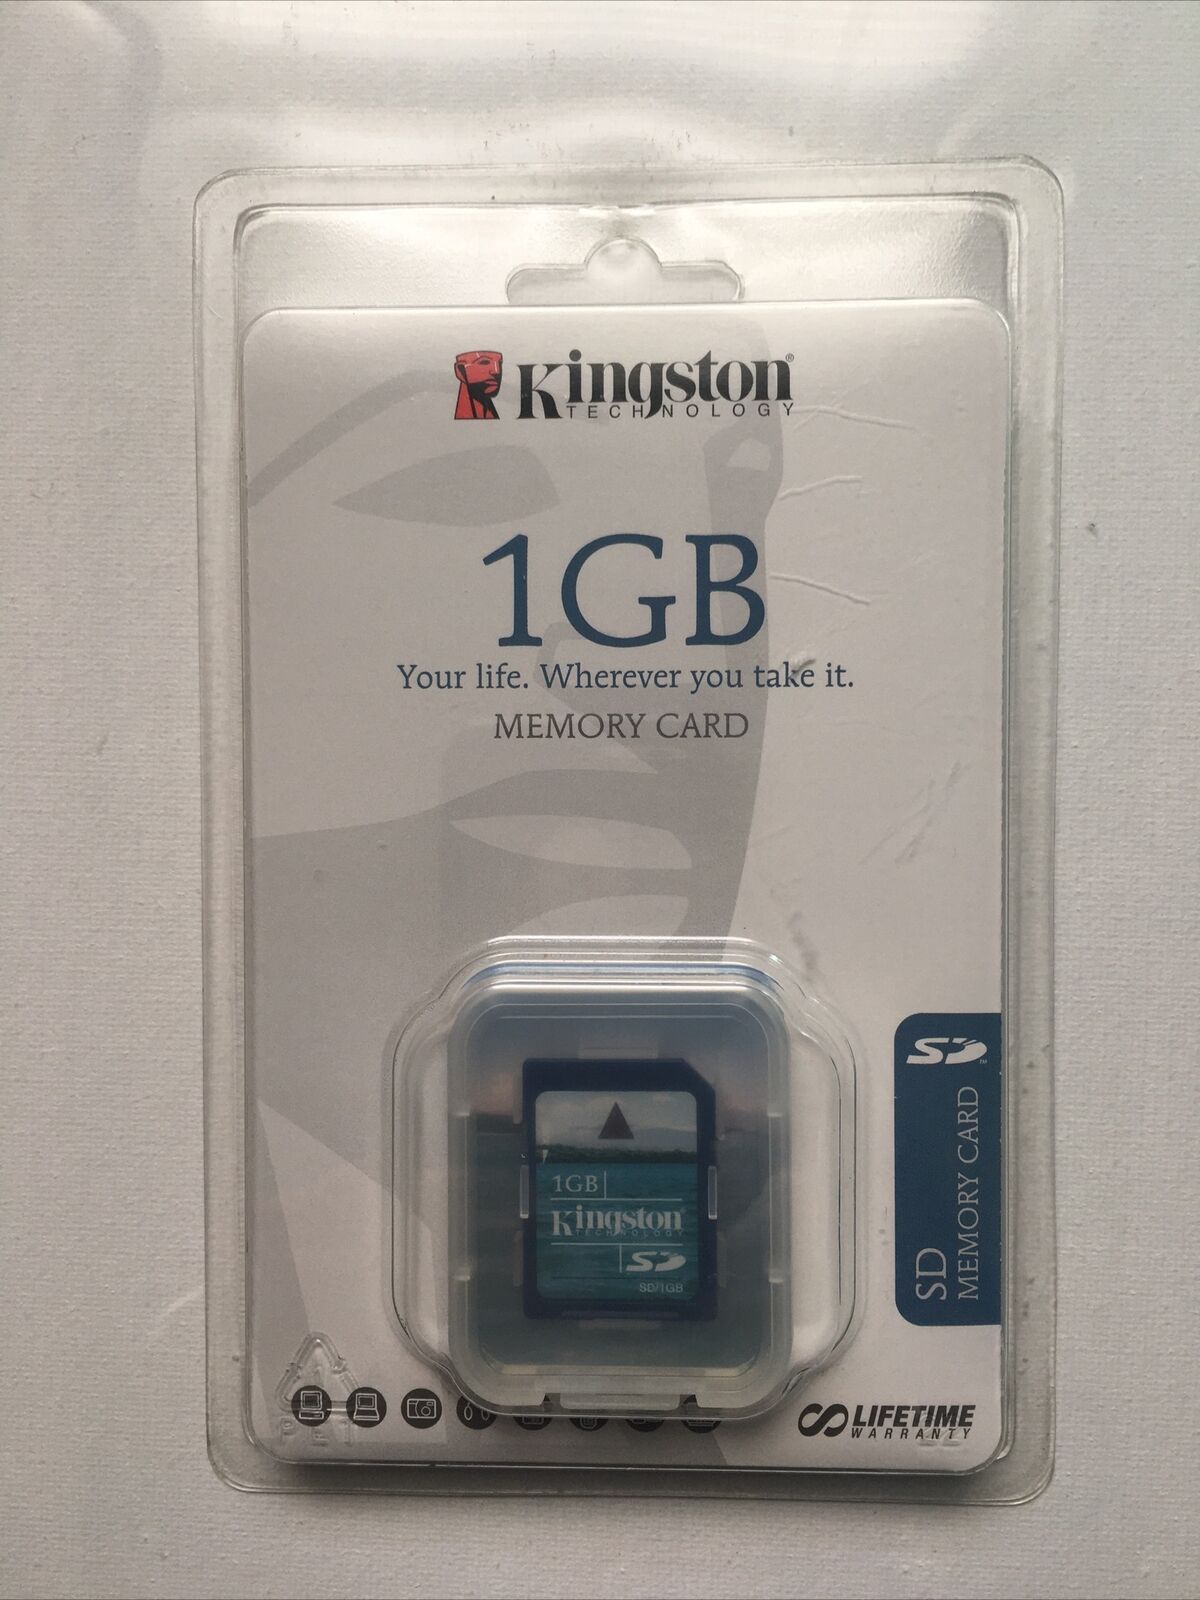 Kingston®
TECHNOLOGY
1GB
Your life. Wherever you take it.
MEMORY CARD
SD™
SD
MEMORY CARD
1GB
Kingston®
TECHNOLOGY
SD
SD/1GB
LIFETIME
WARRANTY